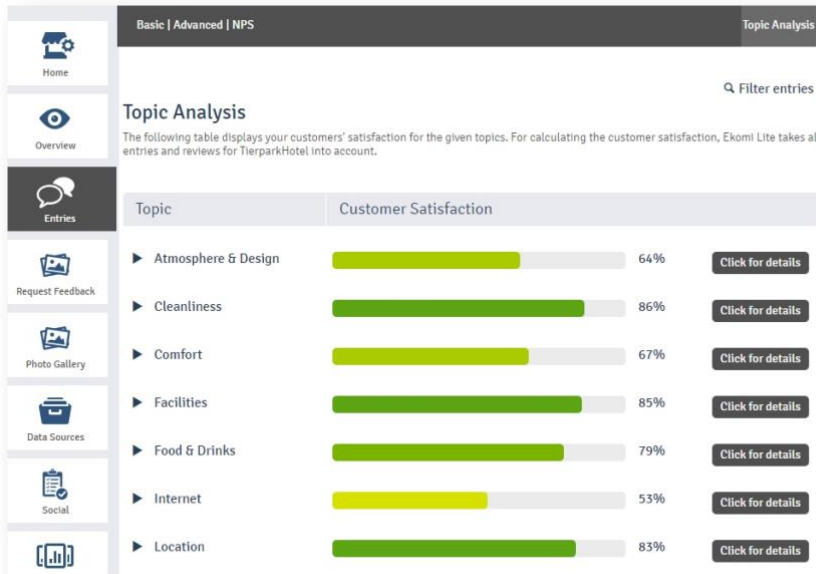 Basic | Advanced | NPS
Topic Analysis
Home
Filter entries
Topic Analysis
The following table displays your customers' satisfaction for the given topics. For calculating the customer satisfaction, Ekomi Lite takes al
entries and reviews for TierparkHotel into account.
Overview
Entries
Topic Customer Satisfaction
Atmosphere & Design 64% Click for details
Request Feedback
Cleanliness 86% Click for details
Photo Gallery
Comfort 67% Click for details
Facilities 85% Click for details
Data Sources
Food & Drinks 79% Click for details
Social
Internet 53% Click for details
Location 83% Click for details